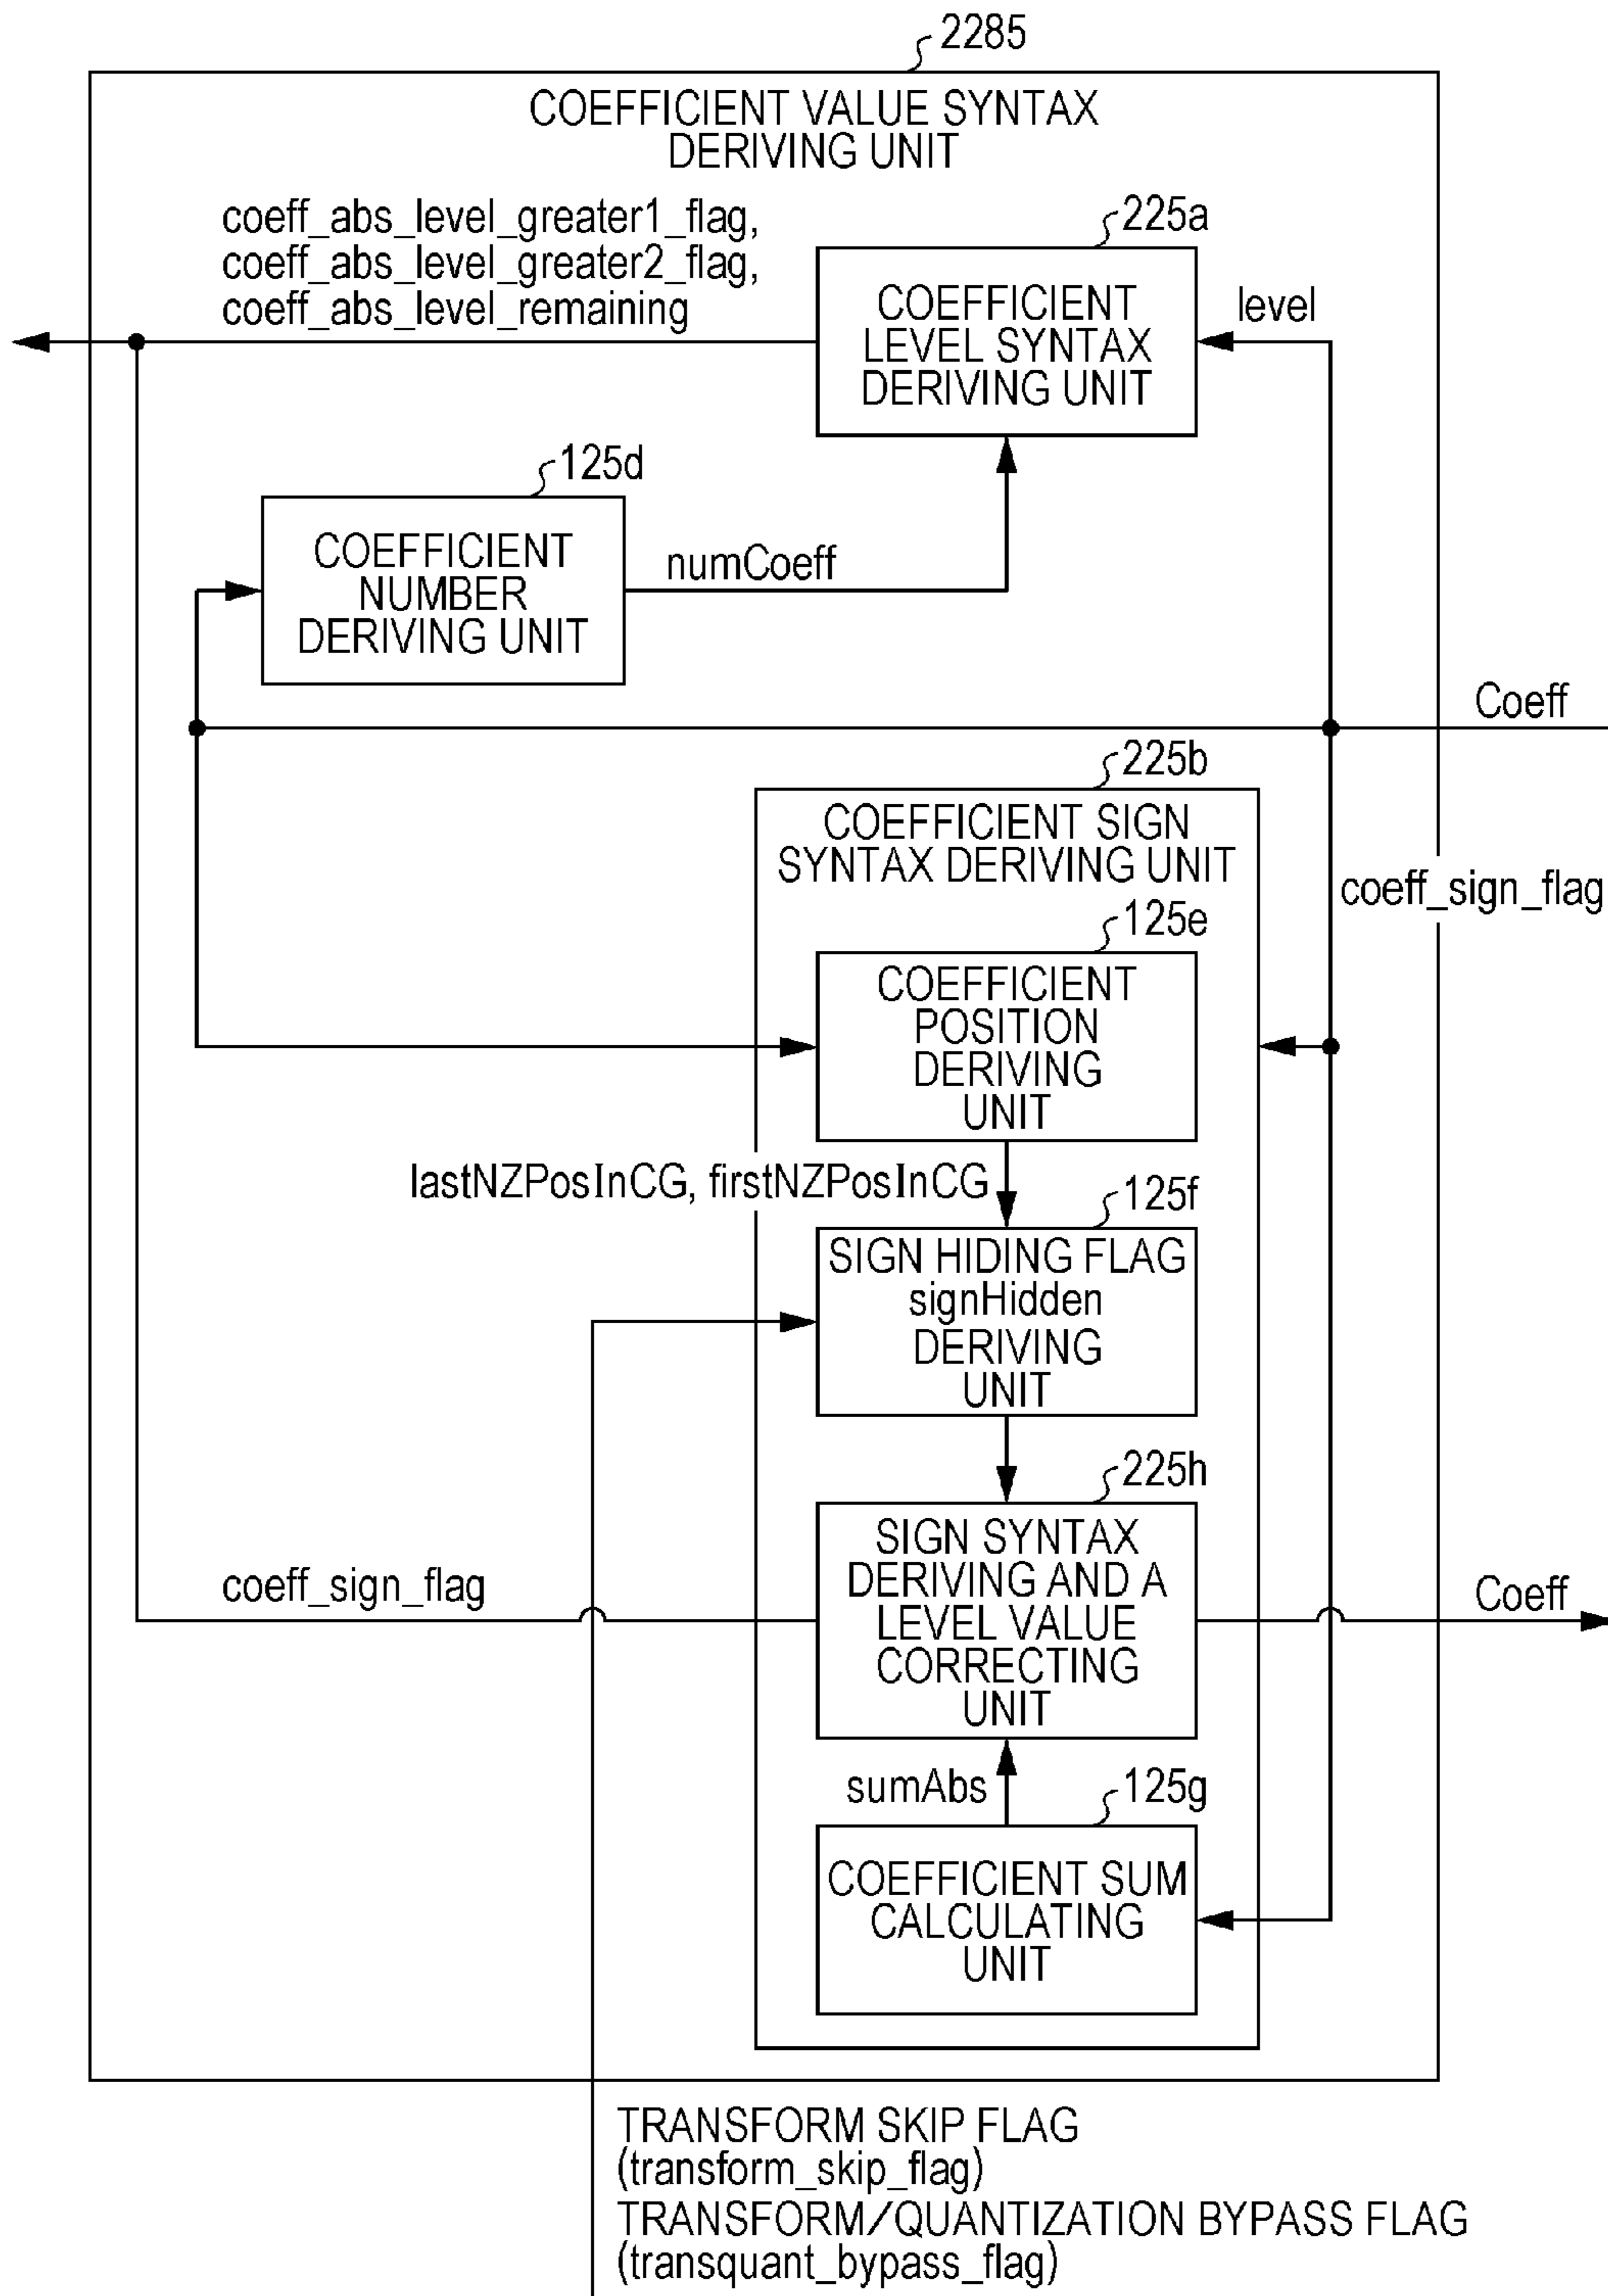 2285
COEFFICIENT VALUE SYNTAX
DERIVING UNIT
coeff_abs_level_greater1_flag,
coeff_abs_level_greater2_flag,
coeff_abs_level_remaining
225a
COEFFICIENT
LEVEL SYNTAX
DERIVING UNIT
level
125d
COEFFICIENT
NUMBER
DERIVING UNIT
numCoeff
Coeff
225b
COEFFICIENT SIGN
SYNTAX DERIVING UNIT
coeff_sign_flag
125e
COEFFICIENT
POSITION
DERIVING
UNIT
lastNZPosInCG, firstNZPosInCG
125f
SIGN HIDING FLAG
signHidden
DERIVING
UNIT
225h
SIGN SYNTAX
DERIVING AND A
LEVEL VALUE
CORRECTING
UNIT
coeff_sign_flag
Coeff
sumAbs
125g
COEFFICIENT SUM
CALCULATING
UNIT
TRANSFORM SKIP FLAG
(transform_skip_flag)
TRANSFORM/QUANTIZATION BYPASS FLAG
(transquant_bypass_flag)